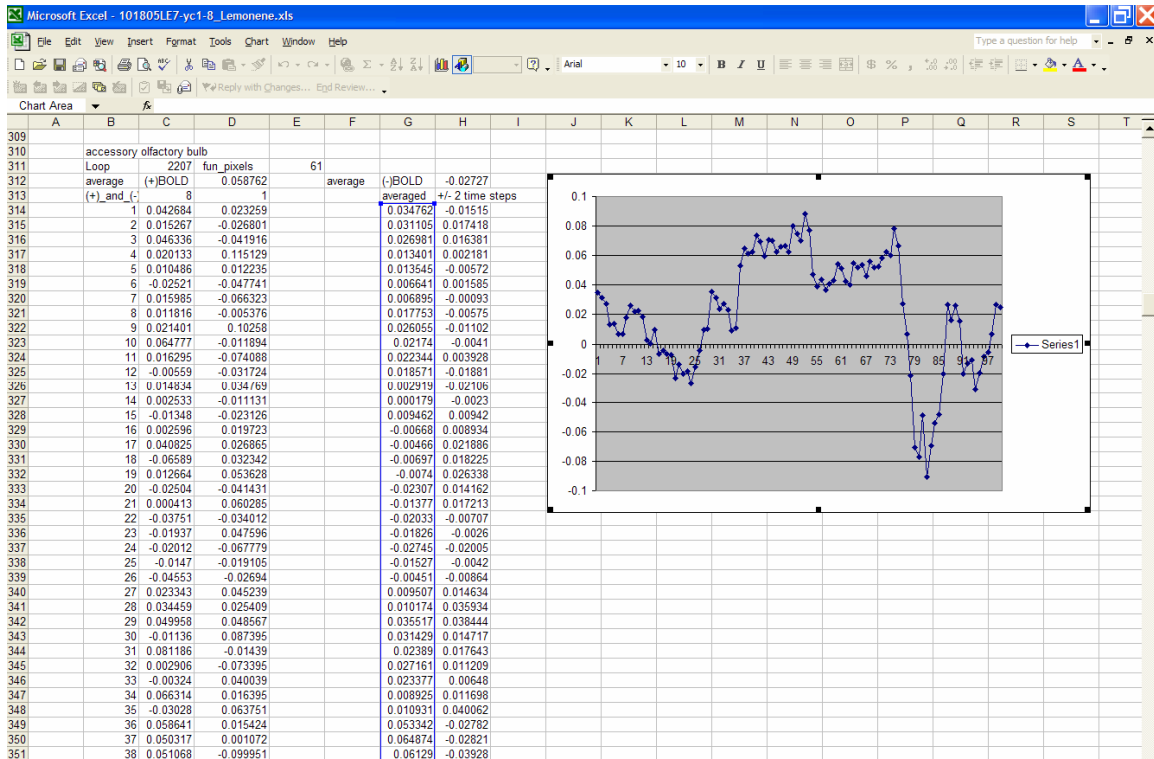 Microsoft Excel - 101805LE7-yc1-8_Lemonene.xls
File Edit View Insert Format Tools Chart Window Help Type a question for help
Arial 10 B I U $ % ,
Reply with Changes... End Review...
Chart Area fx
A B C D E F G H I J K L M N O P Q R S T
309
310 accessory olfactory bulb
311 Loop 2207 fun_pixels 61
312 average (+)BOLD 0.058762 average (-)BOLD -0.02727
313 (+)_and_(- 8 1 averaged +/- 2 time steps
314 1 0.042684 0.023259 0.034762 -0.01515
315 2 0.015267 -0.026801 0.031105 0.017418
316 3 0.046336 -0.041916 0.026981 0.016381
317 4 0.020133 0.115129 0.013401 0.002181
318 5 0.010486 0.012235 0.013545 -0.00572
319 6 -0.02521 -0.047741 0.006641 0.001585
320 7 0.015985 -0.066323 0.006895 -0.00093
321 8 0.011816 -0.005376 0.017753 -0.00575
322 9 0.021401 0.10258 0.026055 -0.01102
323 10 0.064777 -0.011894 0.02174 -0.0041
324 11 0.016295 -0.074088 0.022344 0.003928
325 12 -0.00559 -0.031724 0.018571 -0.01881
326 13 0.014834 0.034769 0.002919 -0.02106
327 14 0.002533 -0.011131 0.000179 -0.0023
328 15 -0.01348 -0.023126 0.009462 0.00942
329 16 0.002596 0.019723 -0.00668 0.008934
330 17 0.040825 0.026865 -0.00466 0.021886
331 18 -0.06589 0.032342 -0.00697 0.018225
332 19 0.012664 0.053628 -0.0074 0.026338
333 20 -0.02504 -0.041431 -0.02307 0.014162
334 21 0.000413 0.060285 -0.01377 0.017213
335 22 -0.03751 -0.034012 -0.02033 -0.00707
336 23 -0.01937 0.047596 -0.01826 -0.0026
337 24 -0.02012 -0.067779 -0.02745 -0.02005
338 25 -0.0147 -0.019105 -0.01527 -0.0042
339 26 -0.04553 -0.02694 -0.00451 -0.00864
340 27 0.023343 0.045239 0.009507 0.014634
341 28 0.034459 0.025409 0.010174 0.035934
342 29 0.049958 0.048567 0.035517 0.038444
343 30 -0.01136 0.087395 0.031429 0.014717
344 31 0.081186 -0.01439 0.02389 0.017643
345 32 0.002906 -0.073395 0.027161 0.011209
346 33 -0.00324 0.040039 0.023377 0.00648
347 34 0.066314 0.016395 0.008925 0.011698
348 35 -0.03028 0.063751 0.010931 0.040062
349 36 0.058641 0.015424 0.053342 -0.02782
350 37 0.050317 0.001072 0.064874 -0.02821
351 38 0.051068 -0.099951 0.06129 -0.03928
0.1
0.08
0.06
0.04
0.02
0
-0.02
-0.04
-0.06
-0.08
-0.1
1 7 13 19 25 31 37 43 49 55 61 67 73 79 85 91 97
Series1